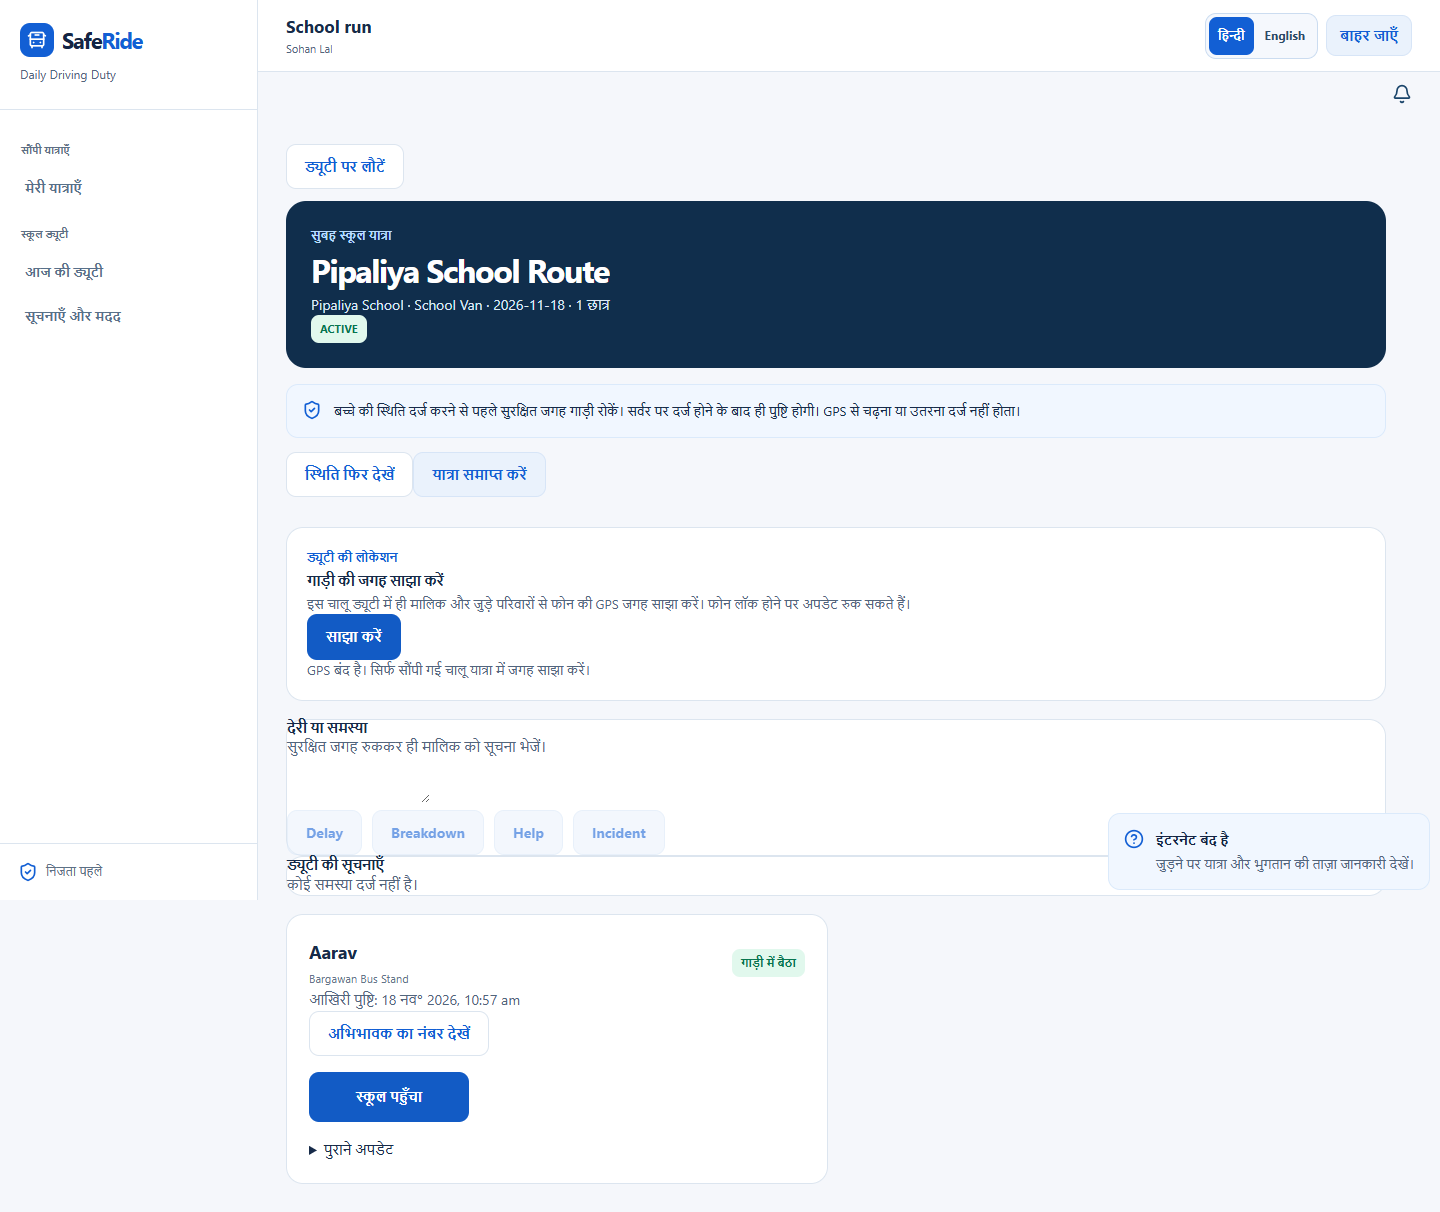 SafeRide
Daily Driving Duty
सौंपी यात्राएँ
मेरी यात्राएँ
स्कूल ड्यूटी
आज की ड्यूटी
सूचनाएँ और मदद
निजता पहले
School run
Sohan Lal
हिन्दी
English
बाहर जाएँ
ड्यूटी पर लौटें
सुबह स्कूल यात्रा
Pipaliya School Route
Pipaliya School · School Van · 2026-11-18 · 1 छात्र
ACTIVE
बच्चे की स्थिति दर्ज करने से पहले सुरक्षित जगह गाड़ी रोकें। सर्वर पर दर्ज होने के बाद ही पुष्टि होगी। GPS से चढ़ना या उतरना दर्ज नहीं होता।
स्थिति फिर देखें
यात्रा समाप्त करें
ड्यूटी की लोकेशन
गाड़ी की जगह साझा करें
इस चालू ड्यूटी में ही मालिक और जुड़े परिवारों से फोन की GPS जगह साझा करें। फोन लॉक होने पर अपडेट रुक सकते हैं।
साझा करें
GPS बंद है। सिर्फ सौंपी गई चालू यात्रा में जगह साझा करें।
देरी या समस्या
सुरक्षित जगह रुककर ही मालिक को सूचना भेजें।
Delay
Breakdown
Help
Incident
ड्यूटी की सूचनाएँ
कोई समस्या दर्ज नहीं है।
इंटरनेट बंद है
जुड़ने पर यात्रा और भुगतान की ताज़ा जानकारी देखें।
Aarav
गाड़ी में बैठा
Bargawan Bus Stand
आखिरी पुष्टि: 18 नव॰ 2026, 10:57 am
अभिभावक का नंबर देखें
स्कूल पहुँचा
पुराने अपडेट